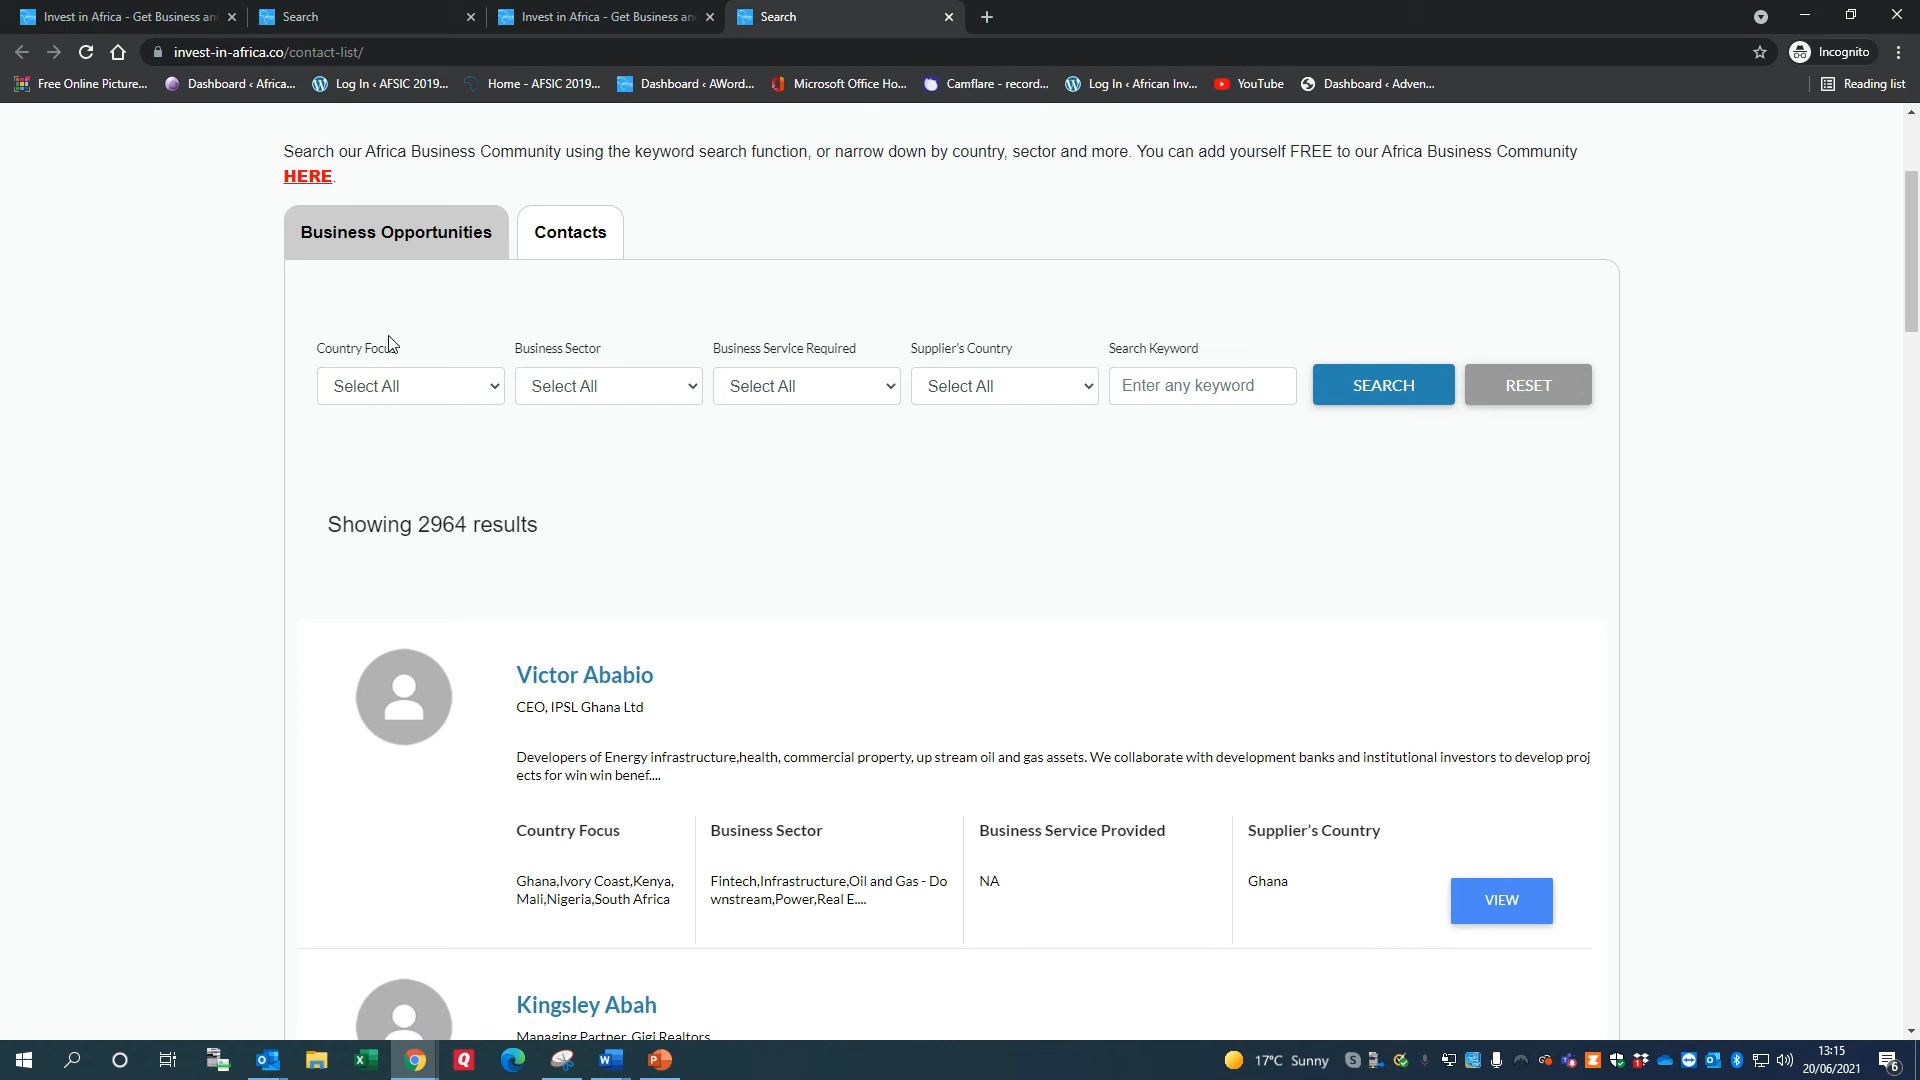 Invest in Africa - Get Business an
Search
Invest in Africa - Get Business an
Search
invest-in-africa.co/contact-list/
Incognito
Free Online Picture...
Dashboard ‹ Africa...
Log In ‹ AFSIC 2019...
Home - AFSIC 2019...
Dashboard ‹ AWord...
Microsoft Office Ho...
Camflare - record...
Log In ‹ African Inv...
YouTube
Dashboard ‹ Adven...
Reading list
Search our Africa Business Community using the keyword search function, or narrow down by country, sector and more. You can add yourself FREE to our Africa Business Community
HERE.
Business Opportunities
Contacts
Country Focus
Business Sector
Business Service Required
Supplier's Country
Search Keyword
Select All
Select All
Select All
Select All
Enter any keyword
SEARCH
RESET
Showing 2964 results
Victor Ababio
CEO, IPSL Ghana Ltd
Developers of Energy infrastructure,health, commercial property, up stream oil and gas assets. We collaborate with development banks and institutional investors to develop proj
ects for win win benef....
Country Focus
Business Sector
Business Service Provided
Supplier's Country
Ghana,Ivory Coast,Kenya,
Mali,Nigeria,South Africa
Fintech,Infrastructure,Oil and Gas - Do
wnstream,Power,Real E....
NA
Ghana
VIEW
Kingsley Abah
Managing Partner, Gigi Realtors
17°C Sunny
13:15
20/06/2021
6